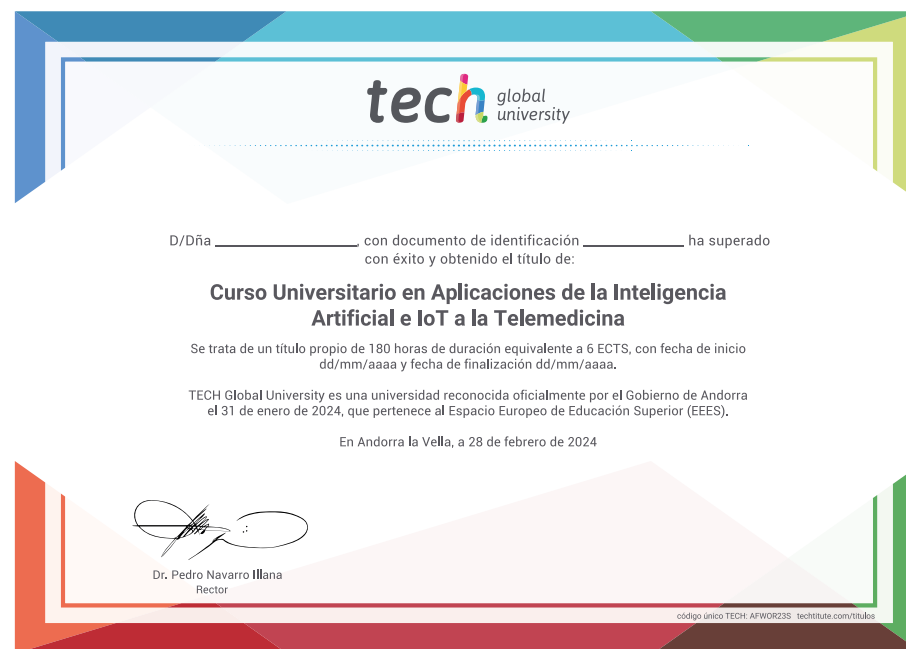 tech global university
D/Dña ____________________, con documento de identificación ______________ ha superado
con éxito y obtenido el título de:
Curso Universitario en Aplicaciones de la Inteligencia
Artificial e IoT a la Telemedicina
Se trata de un título propio de 180 horas de duración equivalente a 6 ECTS, con fecha de inicio
dd/mm/aaaa y fecha de finalización dd/mm/aaaa.
TECH Global University es una universidad reconocida oficialmente por el Gobierno de Andorra
el 31 de enero de 2024, que pertenece al Espacio Europeo de Educación Superior (EEES).
En Andorra la Vella, a 28 de febrero de 2024
Dr. Pedro Navarro Illana
Rector
código único TECH: AFWOR23S techtitute.com/titulos